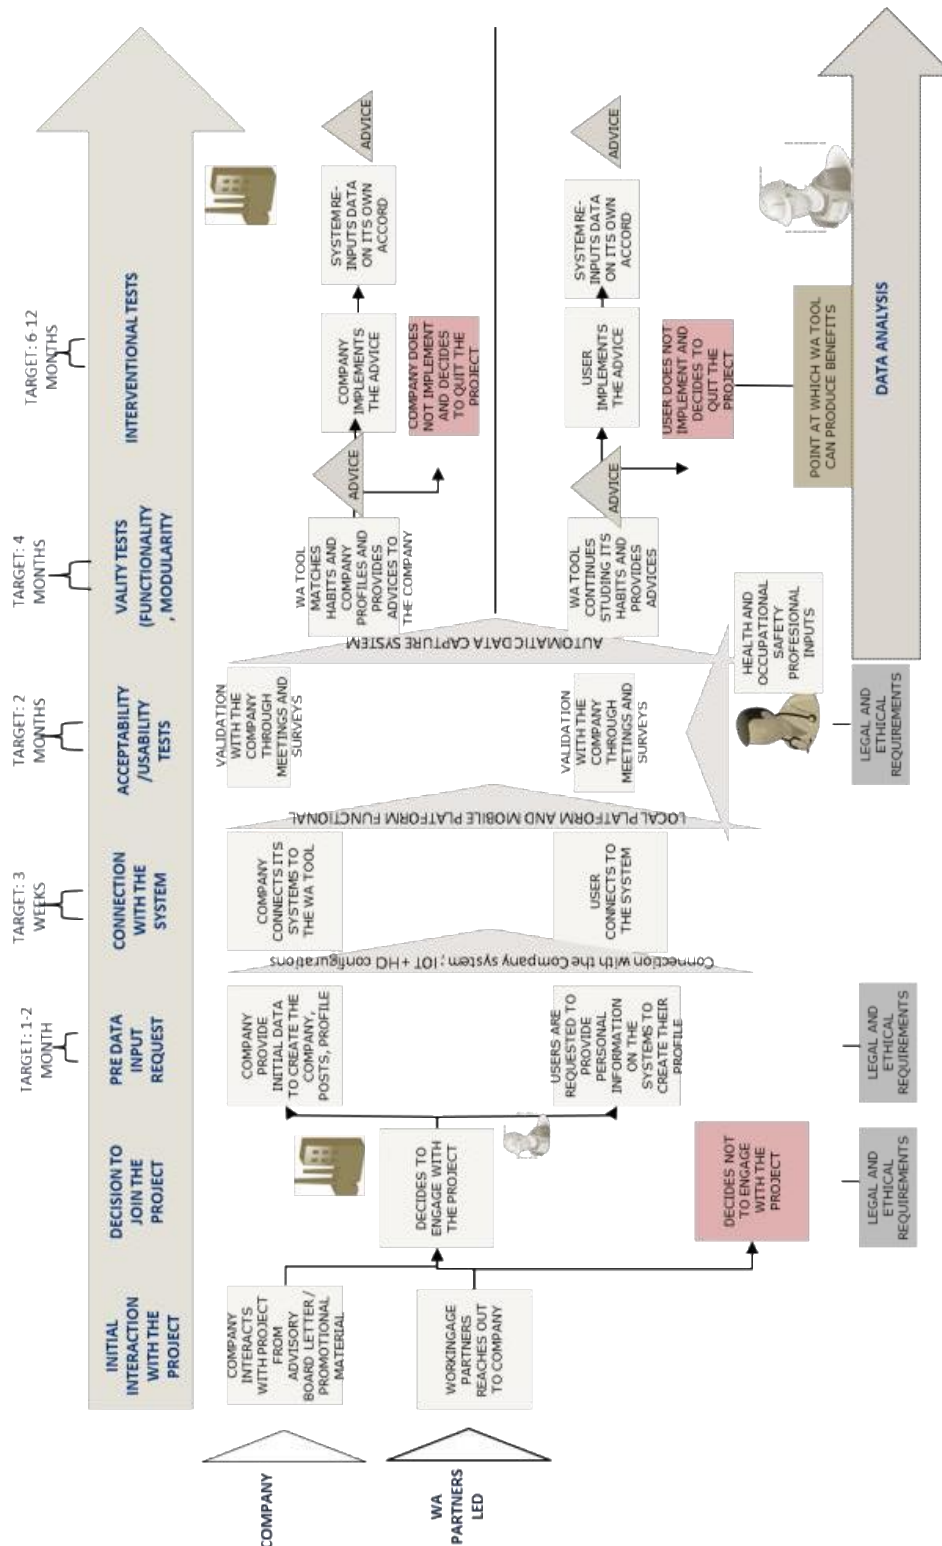 TARGET: 1-2
MONTH
TARGET: 3
WEEKS
TARGET: 2
MONTHS
TARGET: 4
MONTHS
TARGET: 6-12
MONTHS
INITIAL
INTERACTION
WITH THE
PROJECT
DECISION TO
JOIN THE
PROJECT
PRE DATA
INPUT
REQUEST
CONNECTION
WITH THE
SYSTEM
ACCEPTABILITY
/USABILITY
TESTS
VALITY TESTS
(FUNCTIONALITY
, MODULARITY
INTERVENTIONAL TESTS
COMPANY
COMPANY
INTERACTS
WITH PROJECT
FROM
ADVISORY
BOARD LETTER/
PROMOTIONAL
MATERIAL
WA
PARTNERS
LED
WORKINGAGE
PARTNERS
REACHES OUT
TO COMPANY
DECIDES TO
ENGAGE WITH
THE PROJECT
DECIDES NOT
TO ENGAGE
WITH THE
PROJECT
COMPANY
PROVIDE
INITIAL DATA
TO CREATE THE
COMPANY,
POSTS, PROFILE
USERS ARE
REQUESTED TO
PROVIDE
PERSONAL
INFORMATION
ON THE
SYSTEMS TO
CREATE THEIR
PROFILE
Connection with the Company system; IOT + HCI configurations
COMPANY
CONNECTS ITS
SYSTEMS TO
THE WA TOOL
USER
CONNECTS TO
THE SYSTEM
LOCAL PLATFORM AND MOBILE PLATFORM FUNCTIONAL
VALIDATION
WITH THE
COMPANY
THROUGH
MEETINGS AND
SURVEYS
VALIDATION
WITH THE
COMPANY
THROUGH
MEETINGS AND
SURVEYS
AUTOMATIC DATA CAPTURE SYSTEM
WA TOOL
MATCHES
HABITS AND
COMPANY
PROFILES AND
PROVIDES
ADVICES TO
THE COMPANY
ADVICE
COMPANY
IMPLEMENTS
THE ADVICE
COMPANY DOES
NOT IMPLEMENT
AND DECIDES
TO QUIT THE
PROJECT
SYSTEM RE-
INPUTS DATA
ON ITS OWN
ACCORD
ADVICE
WA TOOL
CONTINUES
STUDING ITS
HABITS AND
PROVIDES
ADVICES
ADVICE
USER
IMPLEMENTS
THE ADVICE
USER DOES NOT
IMPLEMENT AND
DECIDES TO
QUIT THE
PROJECT
SYSTEM RE-
INPUTS DATA
ON ITS OWN
ACCORD
ADVICE
HEALTH AND
OCCUPATIONAL
SAFETY
PROFESIONAL
INPUTS
POINT AT WHICH WA TOOL
CAN PRODUCE BENEFITS
DATA ANALYSIS
LEGAL AND
ETHICAL
REQUIREMENTS
LEGAL AND
ETHICAL
REQUIREMENTS
LEGAL AND
ETHICAL
REQUIREMENTS